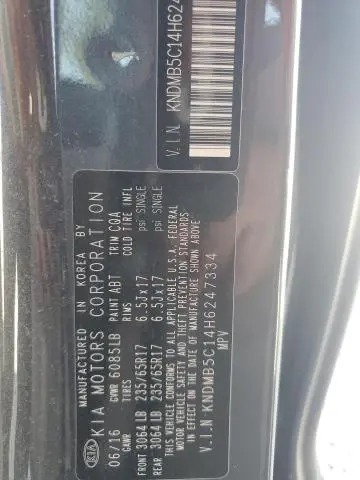 V.I.N KNDMB5C14H624
KIA
MANUFACTURED IN KOREA BY
KIA MOTORS CORPORATION
06/16 GVWR 6085LB PAINT ABT TRIM CQA
GAWR TIRES RIMS COLD TIRE INFL
FRONT 3064 LB 235/65R17 6.5Jx17 psi SINGLE
REAR 3064 LB 235/65R17 6.5Jx17 psi SINGLE
THIS VEHICLE CONFORMS TO ALL APPLICABLE U.S.A. FEDERAL
MOTOR VEHICLE SAFETY AND BUMPER STANDARDS
IN EFFECT ON THE DATE OF MANUFACTURE SHOWN ABOVE
V.I.N KNDMB5C14H6247334
MPV